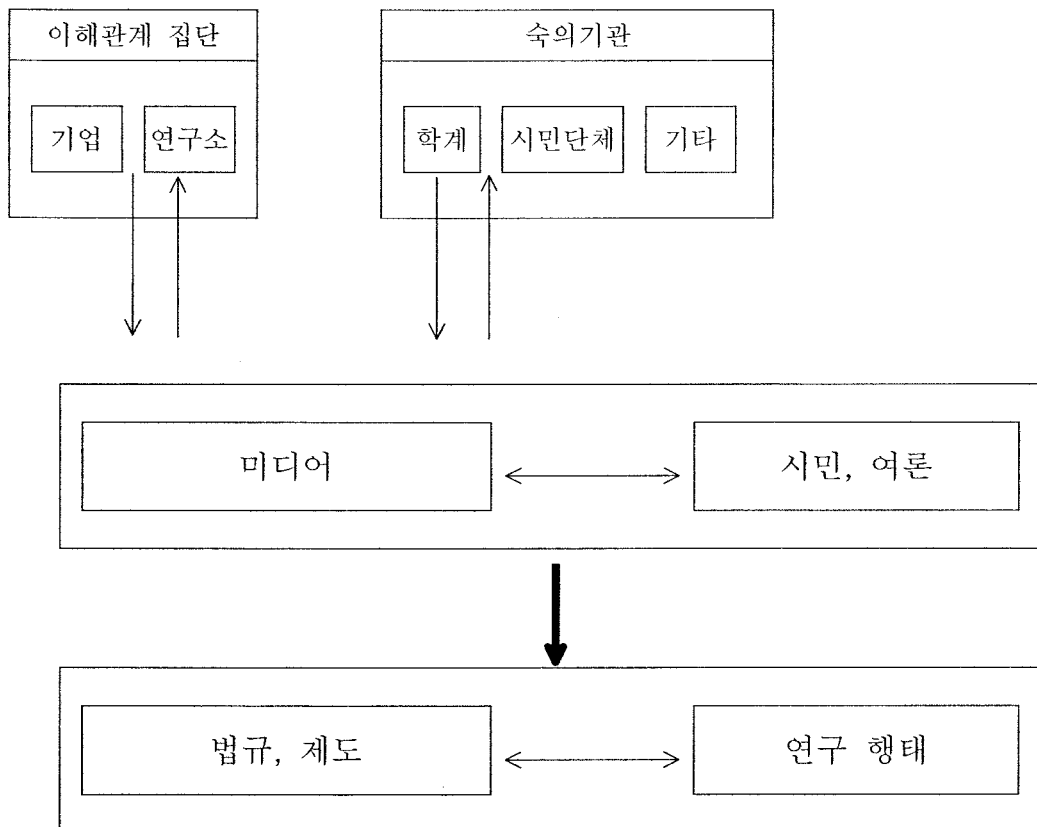 이해관계 집단
숙의기관
기업
연구소
학계
시민단체
기타
미디어
시민, 여론
법규, 제도
연구 행태